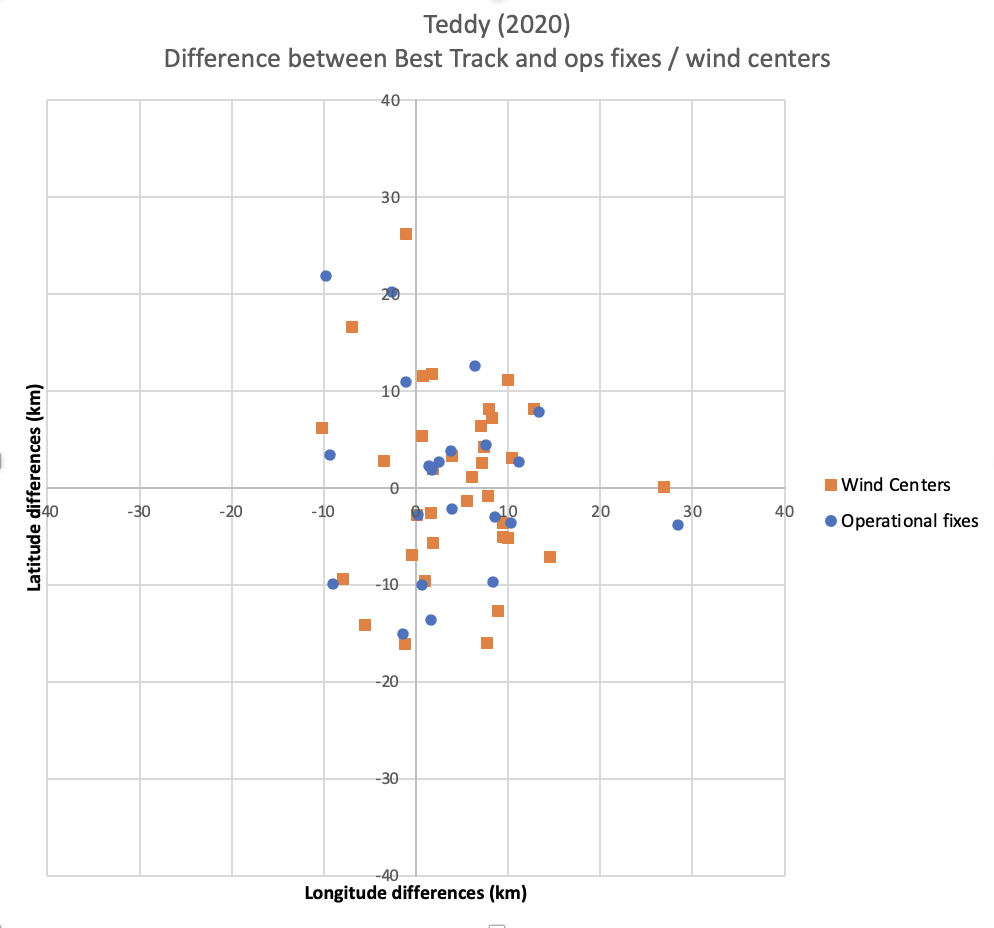 Teddy (2020)
Difference between Best Track and ops fixes / wind centers
40
30
20
10
0
-40 -30 -20 -10 0 10 20 30 40
-10
-20
-30
-40
Latitude differences (km)
Longitude differences (km)
Wind Centers
Operational fixes